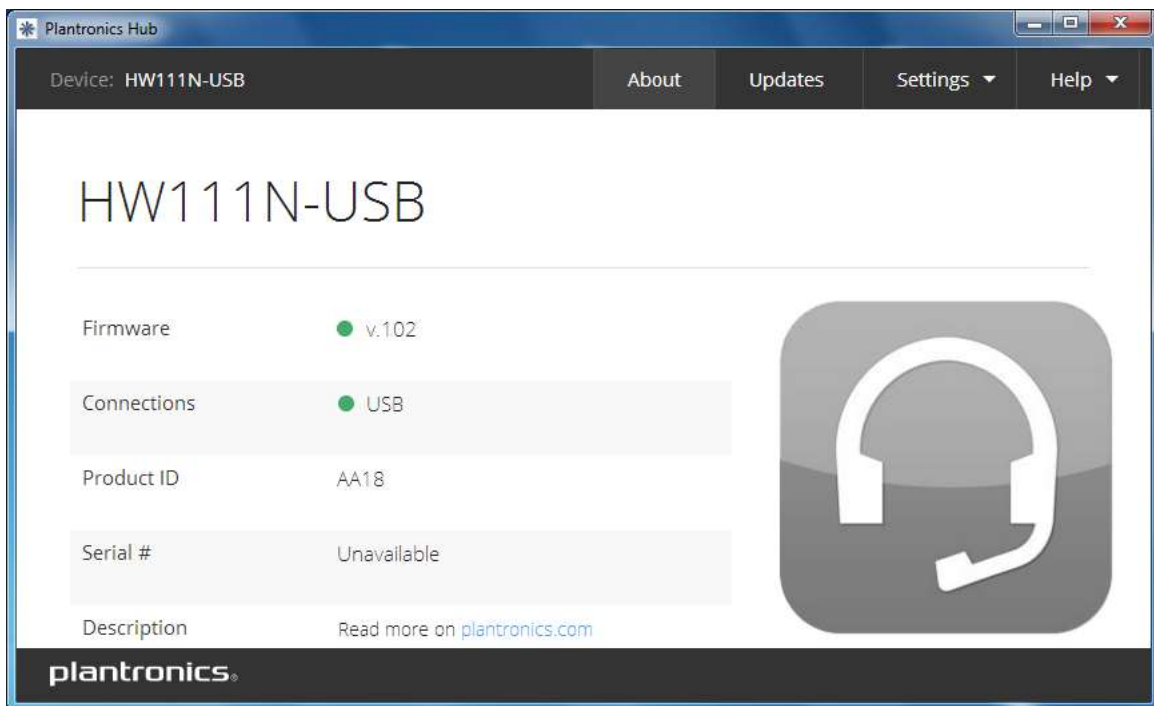 Plantronics Hub
Device: HW111N-USB About Updates Settings Help
HW111N-USB
Firmware v.102
Connections USB
Product ID AA18
Serial # Unavailable
Description Read more on plantronics.com
plantronics®